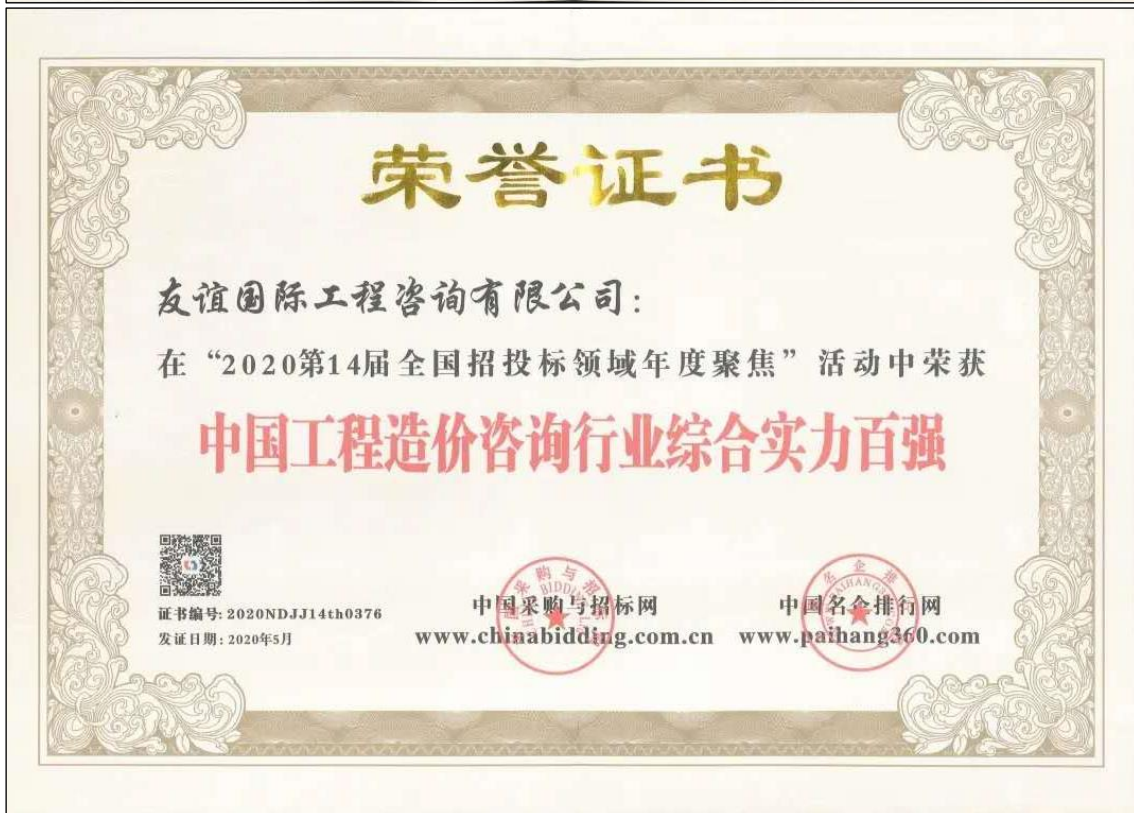 荣誉证书
友谊国际工程咨询有限公司：
在“2020第14届全国招投标领域年度聚焦”活动中荣获
中国工程造价咨询行业综合实力百强
证书编号：2020NDJJ14th0376
发证日期：2020年5月
中国采购与招标网
www.chinabidding.com.cn
中国名企排行网
www.paihang360.com